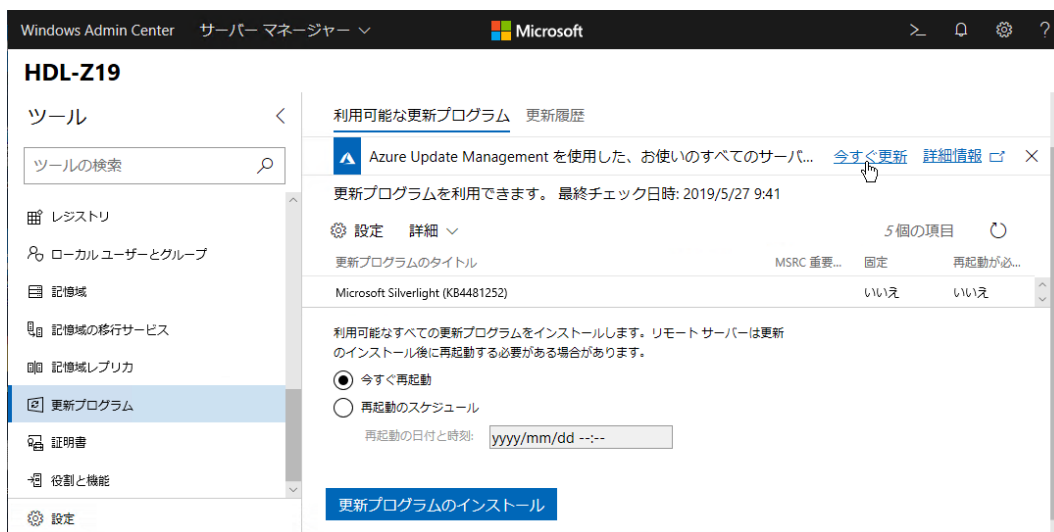 Windows Admin Center サーバー マネージャー Microsoft
HDL-Z19
ツール
ツールの検索
レジストリ
ローカル ユーザーとグループ
記憶域
記憶域の移行サービス
記憶域レプリカ
更新プログラム
証明書
役割と機能
設定
利用可能な更新プログラム 更新履歴
Azure Update Management を使用した、お使いのすべてのサーバ... 今すぐ更新 詳細情報
更新プログラムを利用できます。 最終チェック日時: 2019/5/27 9:41
設定 詳細 5 個の項目
更新プログラムのタイトル MSRC 重要... 固定 再起動が必...
Microsoft Silverlight (KB4481252) いいえ いいえ
利用可能なすべての更新プログラムをインストールします。リモート サーバーは更新
のインストール後に再起動する必要がある場合があります。
今すぐ再起動
再起動のスケジュール
再起動の日付と時刻: yyyy/mm/dd --:--
更新プログラムのインストール